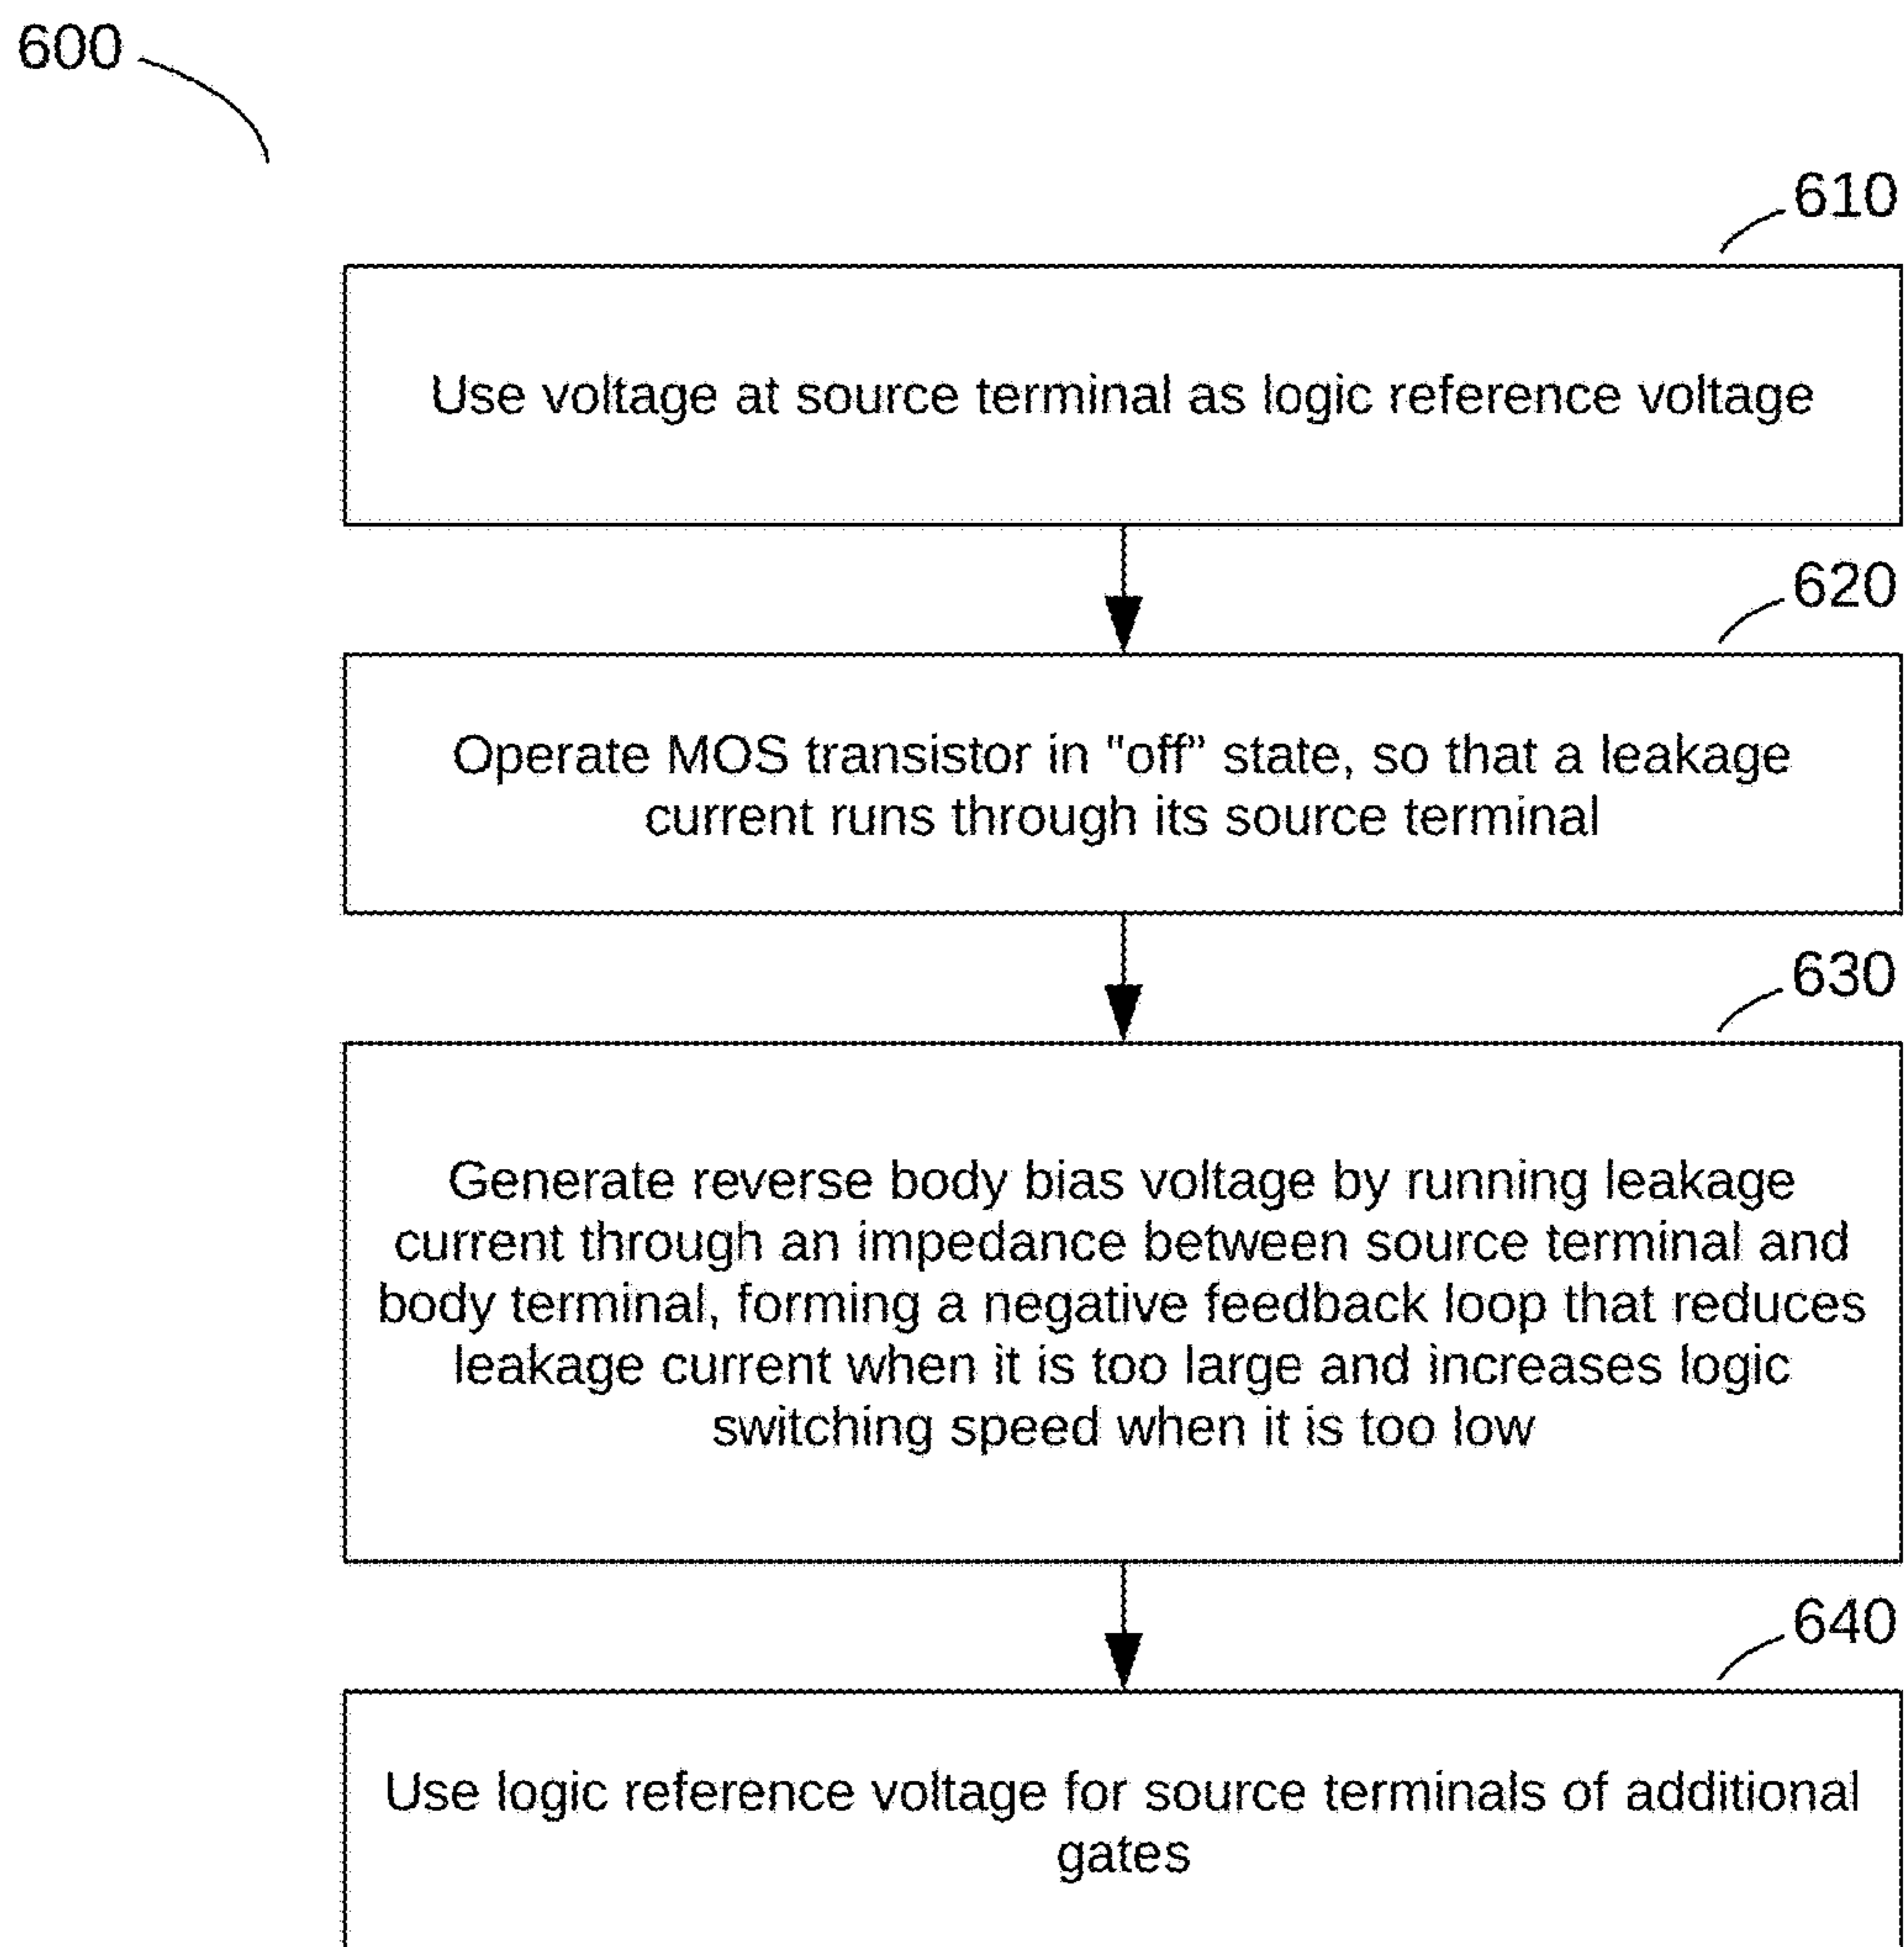 600
610
Use voltage at source terminal as logic reference voltage
620
Operate MOS transistor in "off” state, so that a leakage
current runs through its source terminal
630
Generate reverse body bias voltage by running leakage
current through an impedance between source terminal and
body terminal, forming a negative feedback loop that reduces
leakage current when it is too large and increases logic
switching speed when it is too low
640
Use logic reference voltage for source terminals of additional
gates